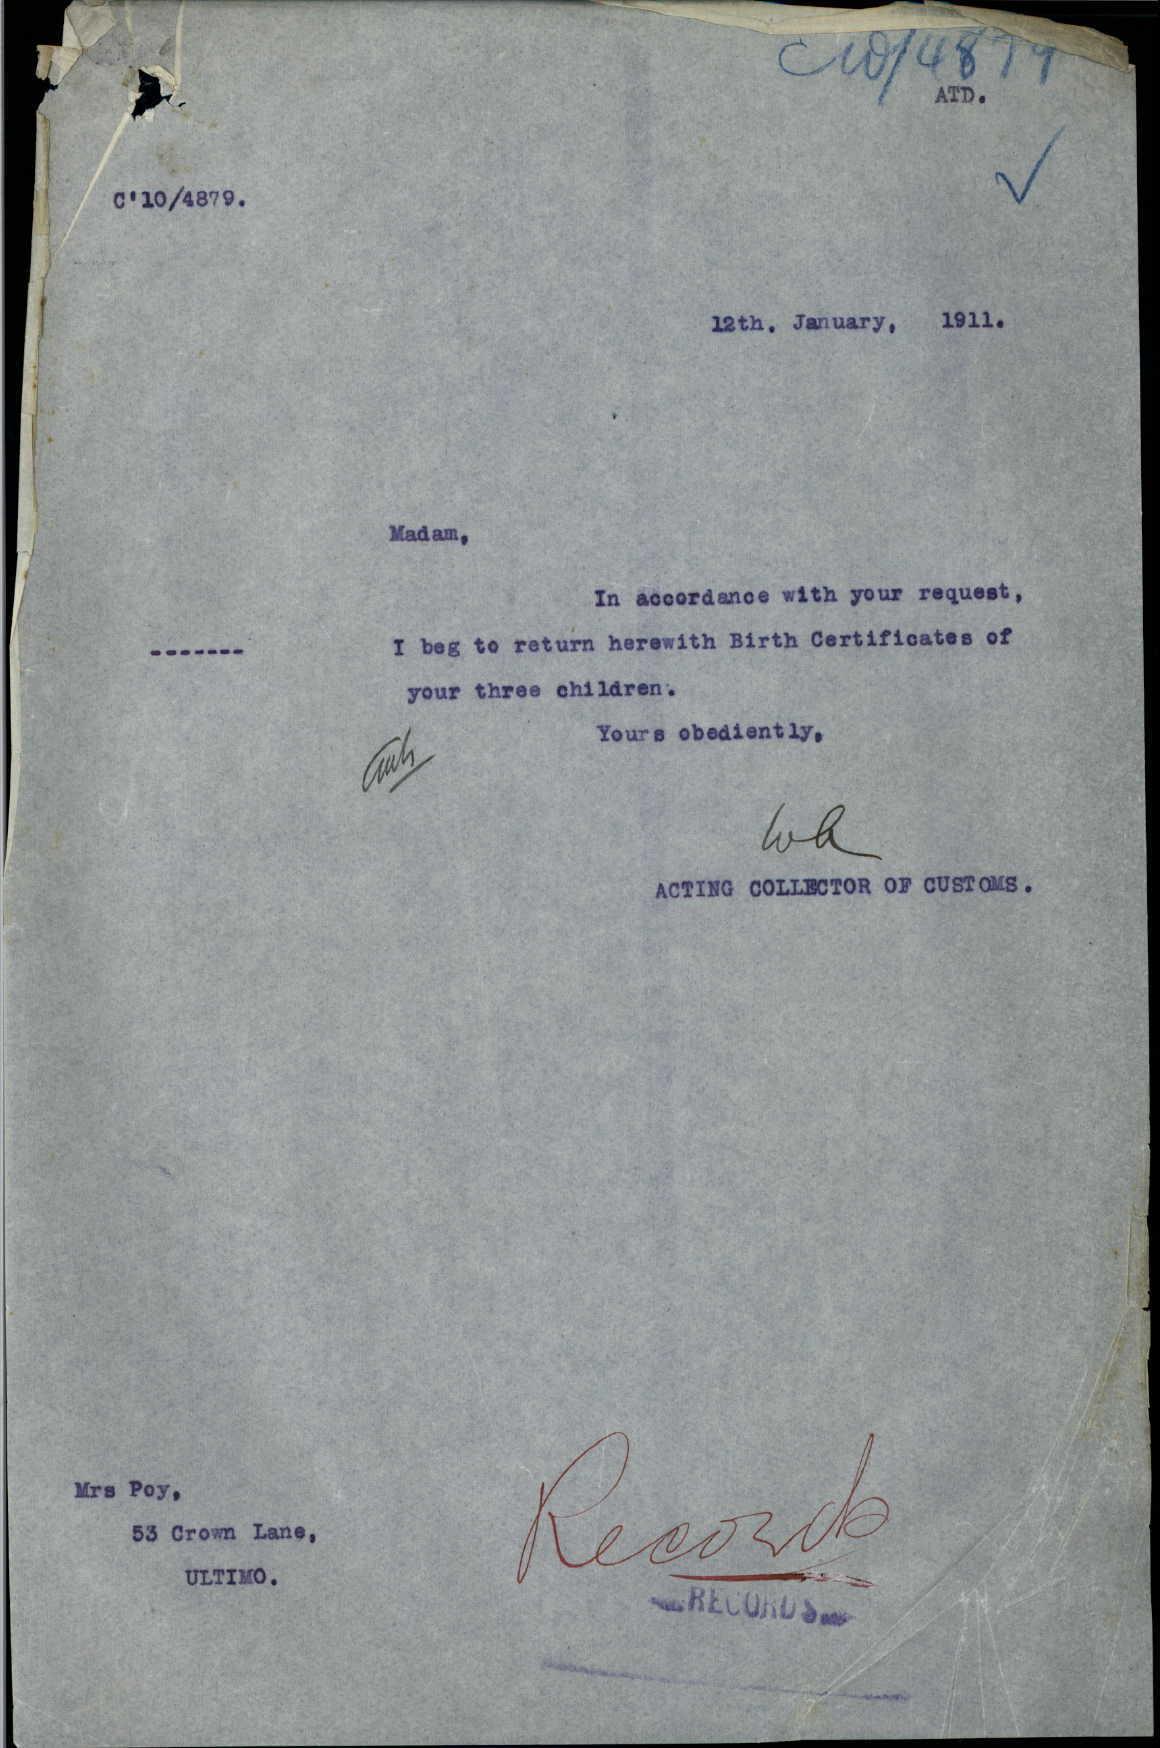 C10/4879
ATD.
C'10/4879.
12th. January, 1911.
Madam,
In accordance with your request,
------- I beg to return herewith Birth Certificates of
your three children.
Yours obediently,
ACTING COLLECTOR OF CUSTOMS.
Mrs Poy,
53 Crown Lane,
ULTIMO.
Records
RECORDS